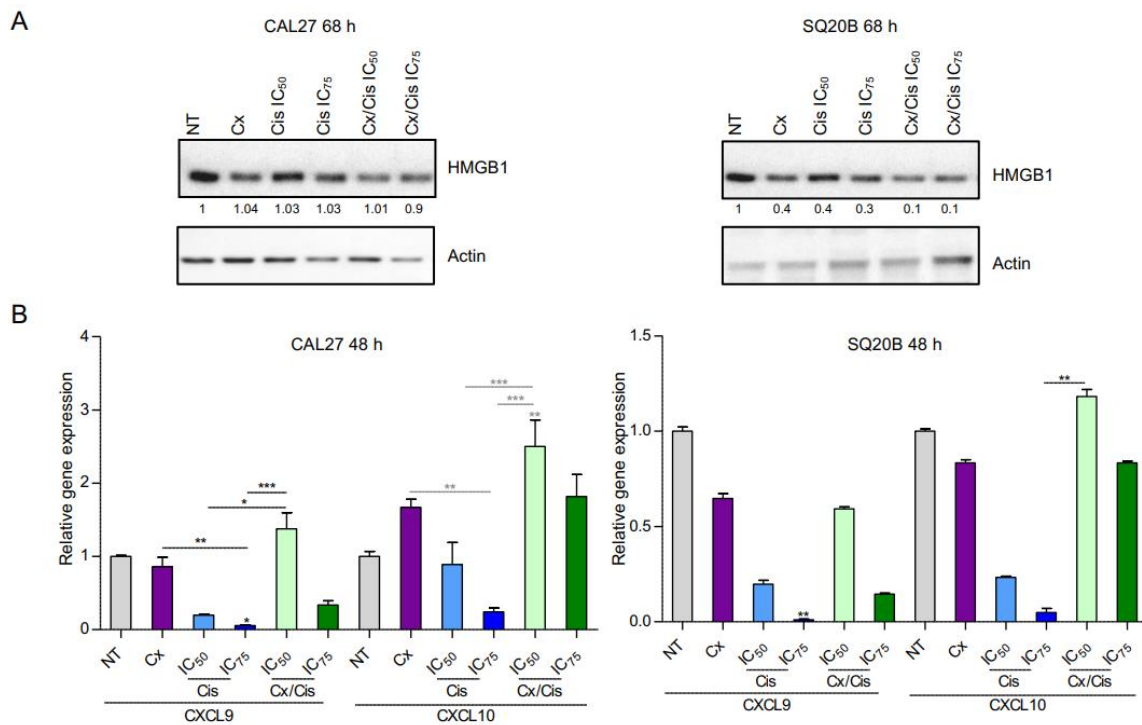 A
CAL27 68 h
NT
Cx
Cis IC50
Cis IC75
Cx/Cis IC50
Cx/Cis IC75
HMGB1
1 1.04 1.03 1.03 1.01 0.9
Actin
SQ20B 68 h
NT
Cx
Cis IC50
Cis IC75
Cx/Cis IC50
Cx/Cis IC75
HMGB1
1 0.4 0.4 0.3 0.1 0.1
Actin
B
CAL27 48 h
Relative gene expression
4
3
2
1
0
***
***
**
**
***
*
**
*
NT Cx IC50 IC75 IC50 IC75 NT Cx IC50 IC75 IC50 IC75
Cis Cx/Cis Cis Cx/Cis
CXCL9 CXCL10
SQ20B 48 h
Relative gene expression
1.5
1.0
0.5
0.0
**
**
NT Cx IC50 IC75 IC50 IC75 NT Cx IC50 IC75 IC50 IC75
Cis Cx/Cis Cis Cx/Cis
CXCL9 CXCL10